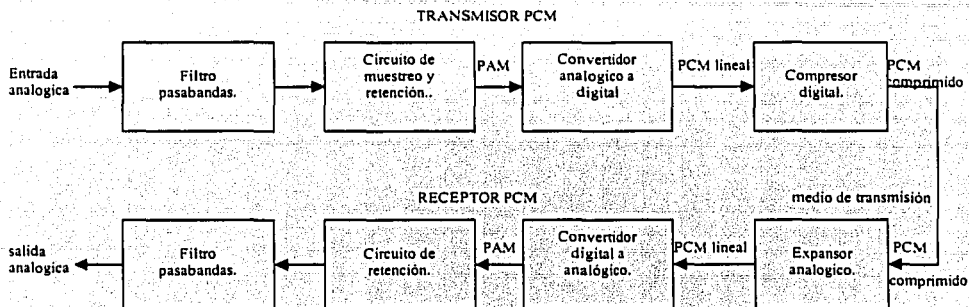 TRANSMISOR PCM
Entrada
analogica
Filtro
pasabandas.
Circuito de
muestreo y
retención..
PAM
Convertidor
analogico a
digital
PCM lineal
Compresor
digital.
PCM
comprimido
medio de transmisión
RECEPTOR PCM
salida
analogica
Filtro
pasabandas.
Circuito de
retención.
PAM
Convertidor
digital a
analógico.
PCM lineal
Expansor
analogico.
PCM
comprimido